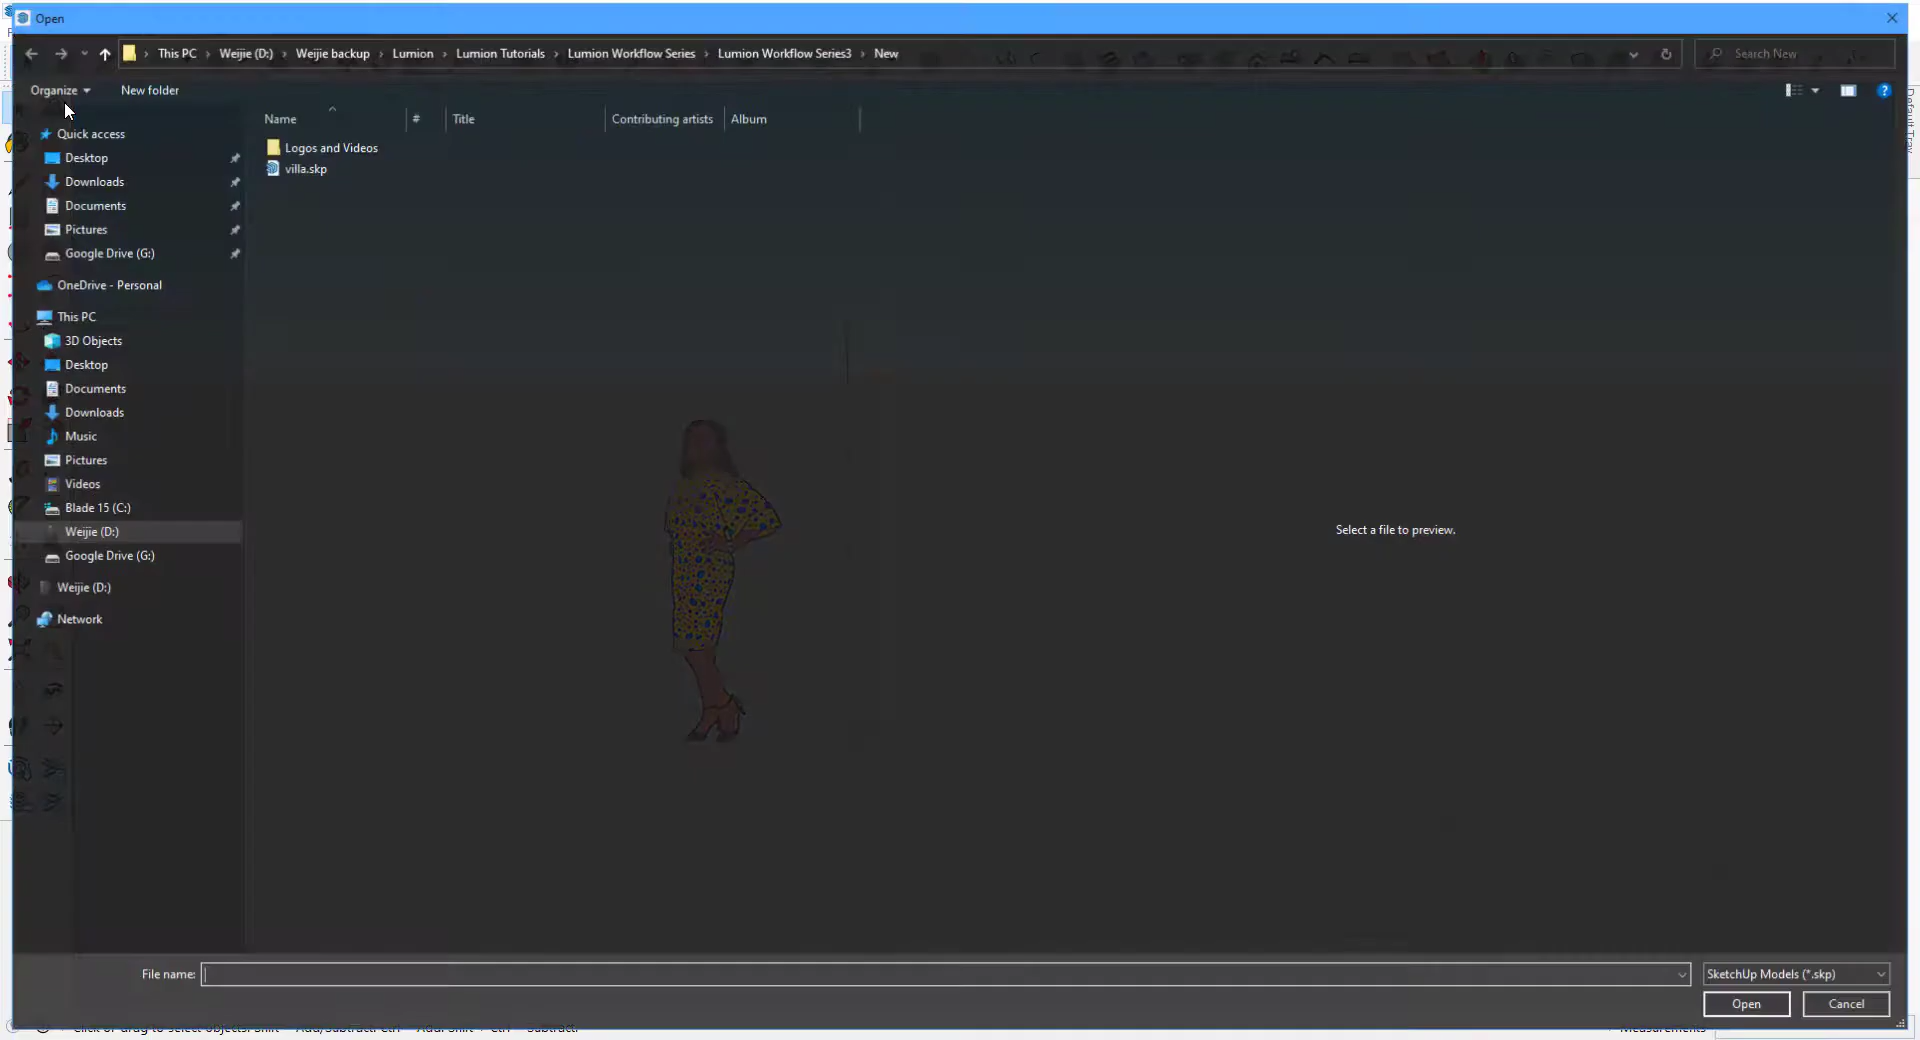 Open
This PC > Weijie (D:) > Weijie backup > Lumion > Lumion Tutorials > Lumion Workflow Series > Lumion Workflow Series3 > New
Search New
Organize
New folder
Name # Title Contributing artists Album
Quick access
Desktop
Downloads
Documents
Pictures
Google Drive (G:)
OneDrive - Personal
This PC
3D Objects
Desktop
Documents
Downloads
Music
Pictures
Videos
Blade 15 (C:)
Weijie (D:)
Google Drive (G:)
Weijie (D:)
Network
Logos and Videos
villa.skp
Select a file to preview.
Default Tray
File name:
SketchUp Models (*.skp)
Open Cancel